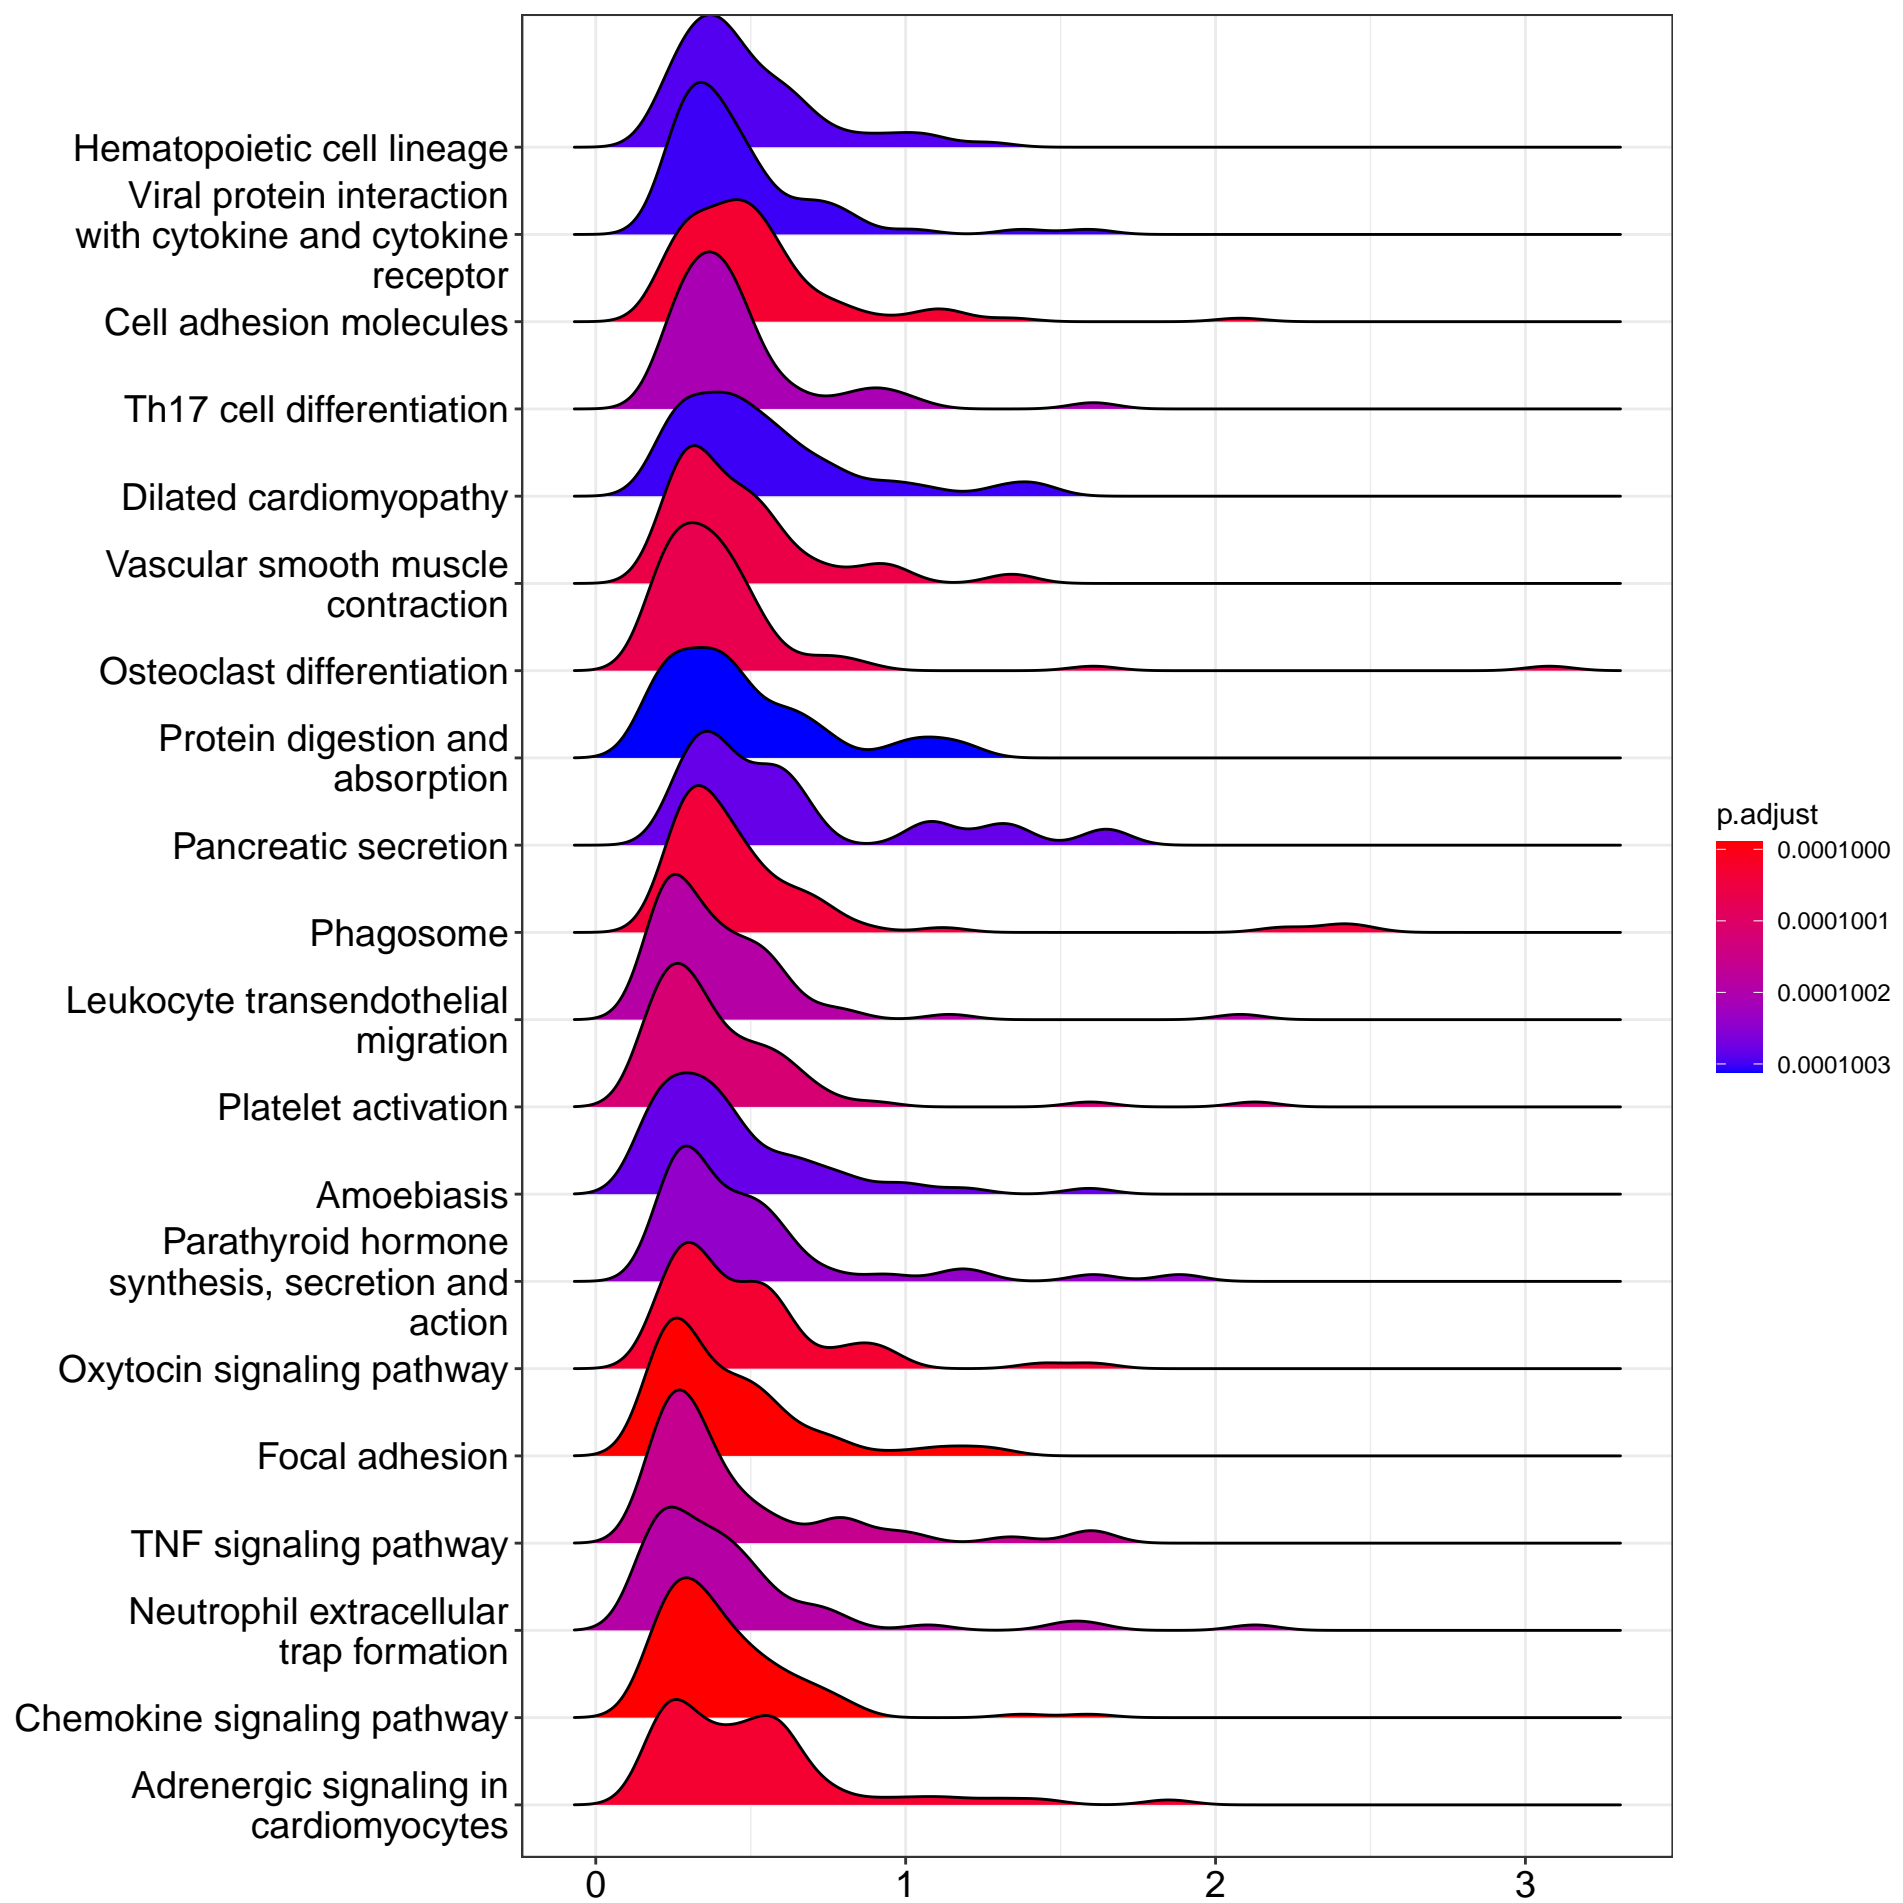 Hematopoietic cell lineage
Viral protein interaction
with cytokine and cytokine
receptor
Cell adhesion molecules
Th17 cell differentiation
Dilated cardiomyopathy
Vascular smooth muscle
contraction
Osteoclast differentiation
Protein digestion and
absorption
Pancreatic secretion
Phagosome
Leukocyte transendothelial
migration
Platelet activation
Amoebiasis
Parathyroid hormone
synthesis, secretion and
action
Oxytocin signaling pathway
Focal adhesion
TNF signaling pathway
Neutrophil extracellular
trap formation
Chemokine signaling pathway
Adrenergic signaling in
cardiomyocytes
0 1 2 3
p.adjust
0.0001000
0.0001001
0.0001002
0.0001003